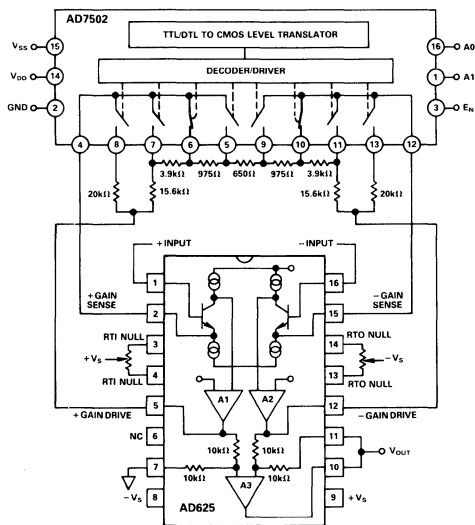 AD7502
TTL/DTL TO CMOS LEVEL TRANSLATOR
DECODER/DRIVER
VSS 15
16 A0
VDD 14
1 A1
GND 2
3 EN
4 8 7 6 5 9 10 11 13 12
3.9kΩ 975Ω 650Ω 975Ω 3.9kΩ
20kΩ 15.6kΩ 15.6kΩ 20kΩ
+INPUT −INPUT
1 16
+GAIN SENSE
2
−GAIN SENSE
15
RTI NULL
3
RTO NULL
14
+VS −VS
RTI NULL
4
RTO NULL
13
A1 A2
5
+GAIN DRIVE
12
−GAIN DRIVE
NC 6
10kΩ 10kΩ
11
VOUT
7
10kΩ 10kΩ
10
A3
−VS 8
9 +VS
AD625